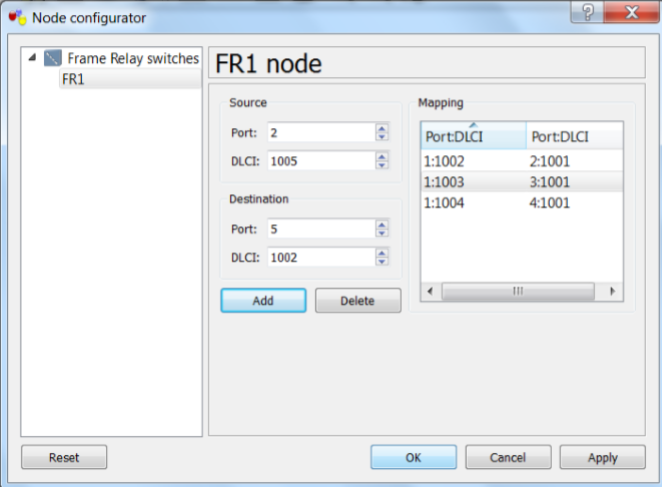 Node configurator
Frame Relay switches
FR1
FR1 node
Source
Port: 2
DLCI: 1005
Destination
Port: 5
DLCI: 1002
Add Delete
Mapping
Port:DLCI Port:DLCI
1:1002 2:1001
1:1003 3:1001
1:1004 4:1001
Reset OK Cancel Apply